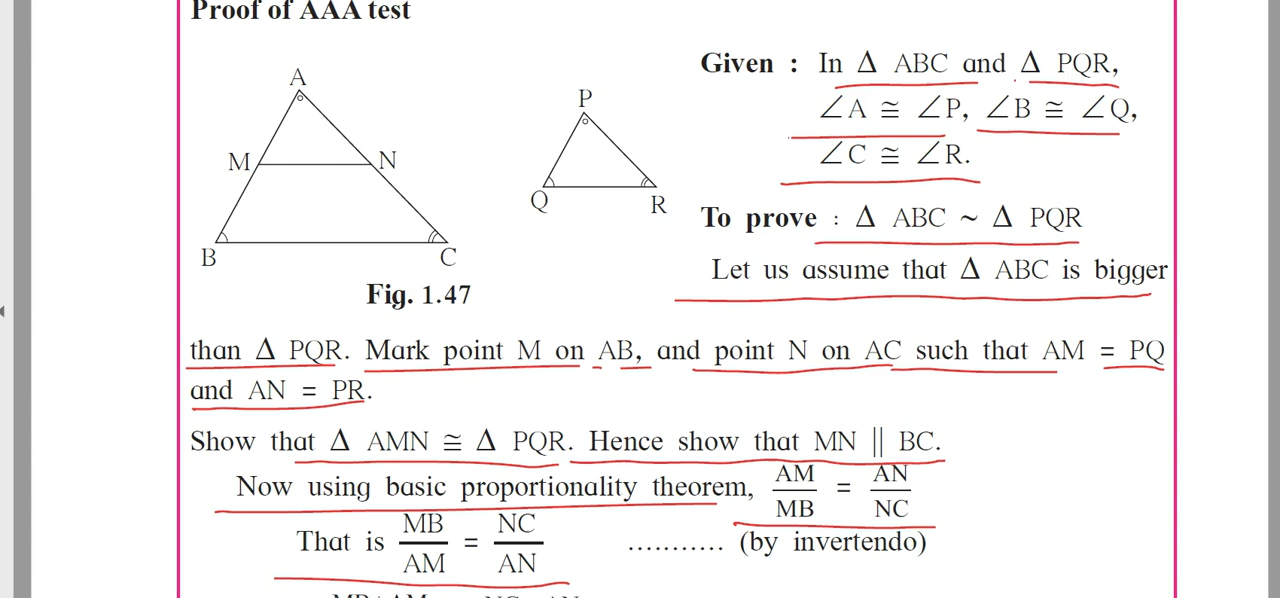 Proof of AAA test
A
M
N
B
C
Fig. 1.47
P
Q
R
Given : In Δ ABC and Δ PQR,
∠A ≅ ∠P, ∠B ≅ ∠Q,
∠C ≅ ∠R.
To prove : Δ ABC ~ Δ PQR
Let us assume that Δ ABC is bigger
than Δ PQR. Mark point M on AB, and point N on AC such that AM = PQ
and AN = PR.
Show that Δ AMN ≅ Δ PQR. Hence show that MN || BC.
Now using basic proportionality theorem, AM/MB = AN/NC
That is MB/AM = NC/AN ........... (by invertendo)